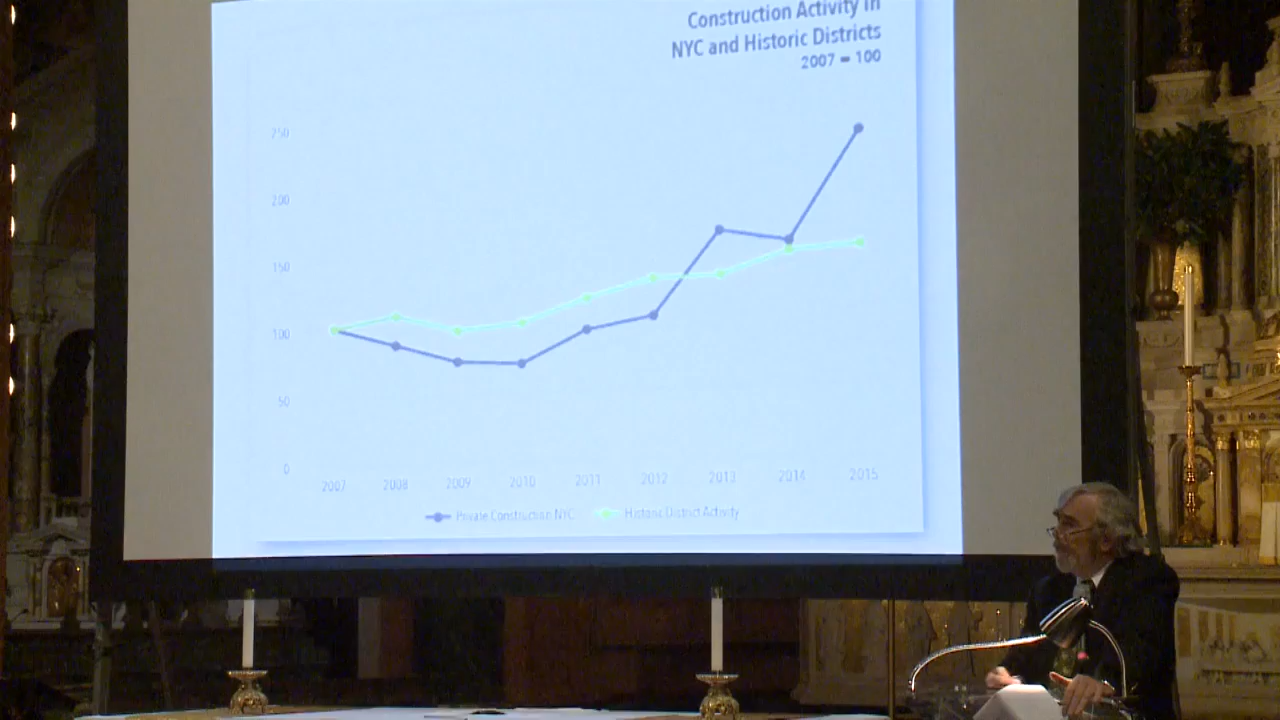 Construction Activity in
NYC and Historic Districts
2007 = 100
250
200
150
100
50
0
2007 2008 2009 2010 2011 2012 2013 2014 2015
Private Construction NYC Historic District Activity